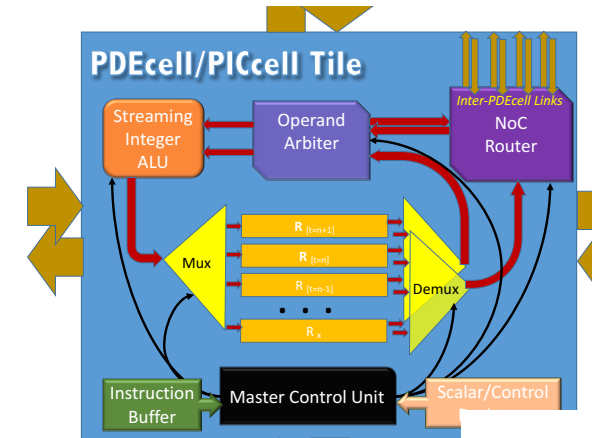 PDEcell/PICcell Tile
Inter-PDEcell Links
NoC
Router
Streaming
Integer
ALU
Operand
Arbiter
R [t=n+1]
R [t=n]
R [t=n-1]
. . .
R x
Mux
Demux
Instruction
Buffer
Master Control Unit
Scalar/Control